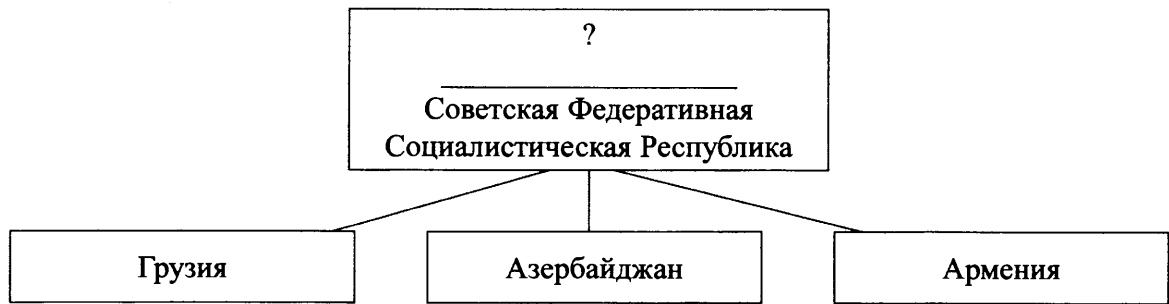 ?
Советская Федеративная
Социалистическая Республика
Грузия
Азербайджан
Армения